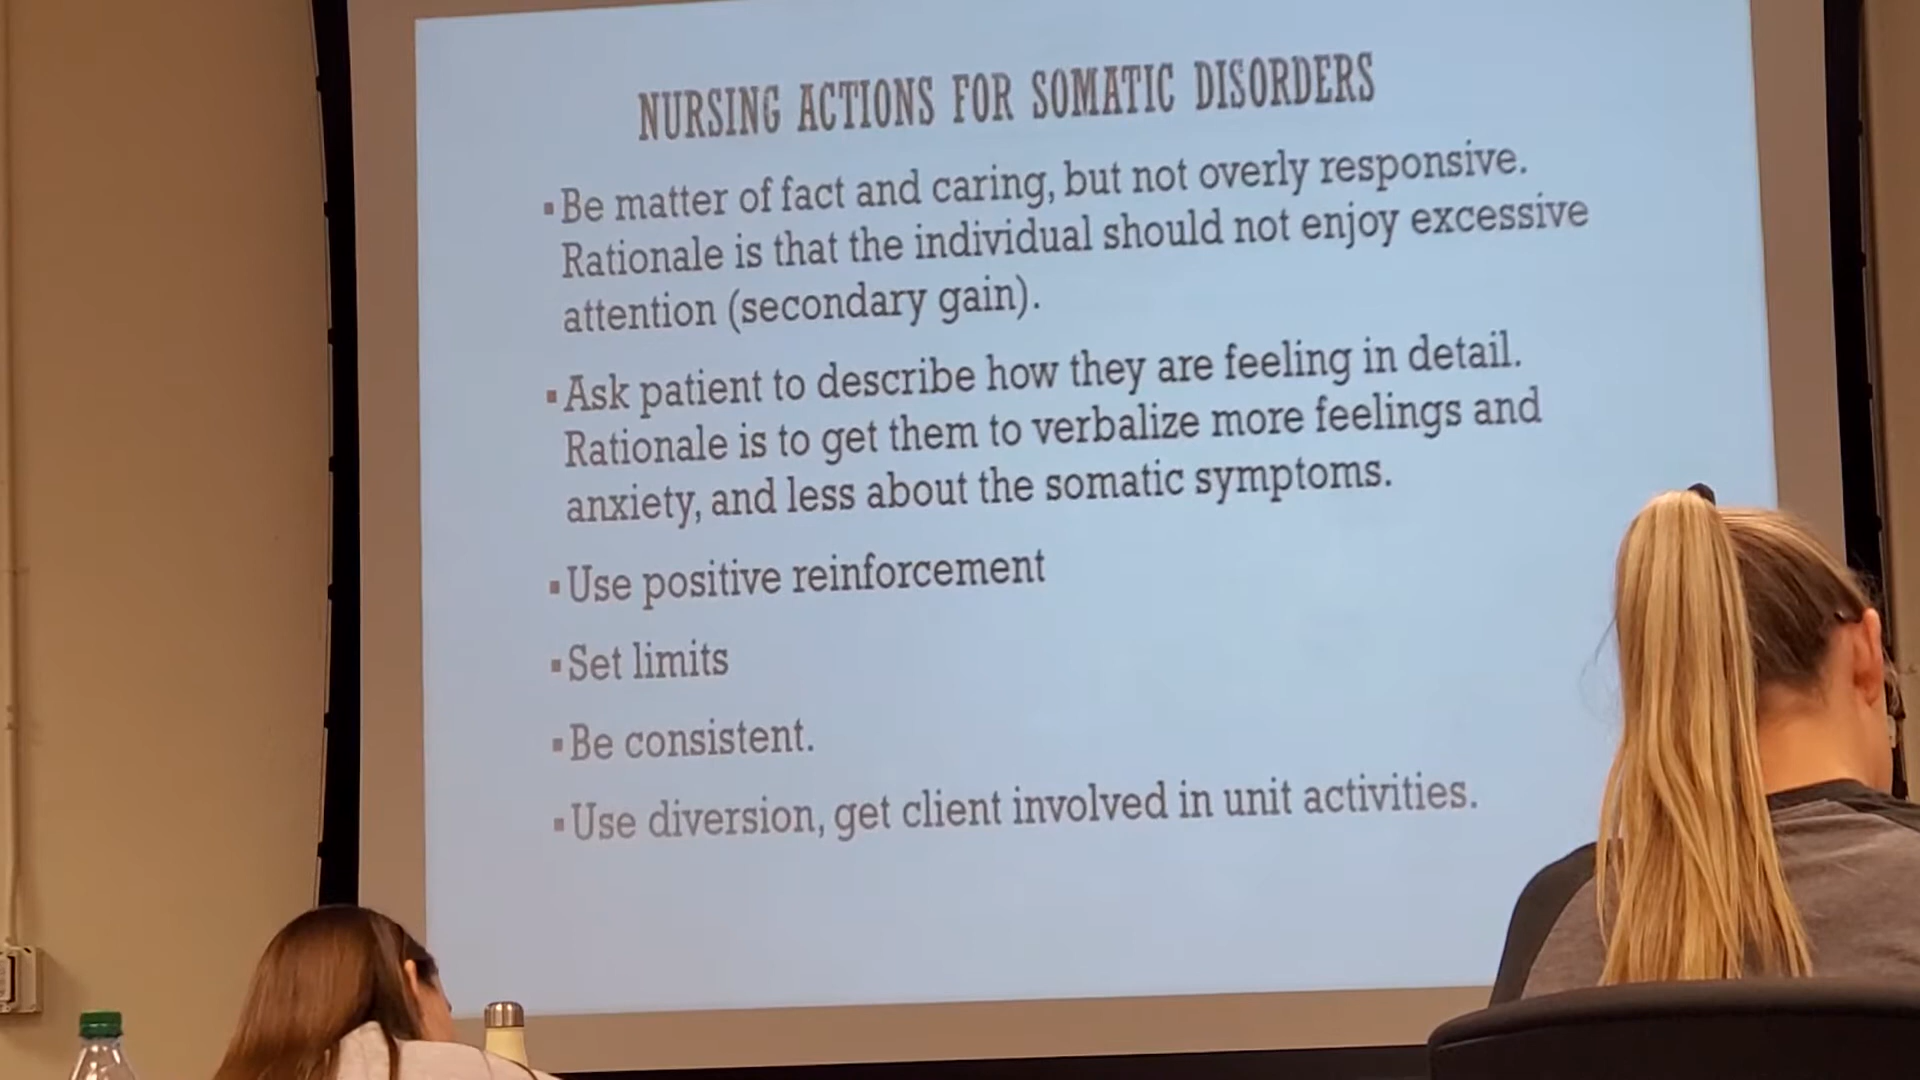 NURSING ACTIONS FOR SOMATIC DISORDERS
▪Be matter of fact and caring, but not overly responsive.
Rationale is that the individual should not enjoy excessive
attention (secondary gain).
▪Ask patient to describe how they are feeling in detail.
Rationale is to get them to verbalize more feelings and
anxiety, and less about the somatic symptoms.
▪Use positive reinforcement
▪Set limits
▪Be consistent.
▪Use diversion, get client involved in unit activities.